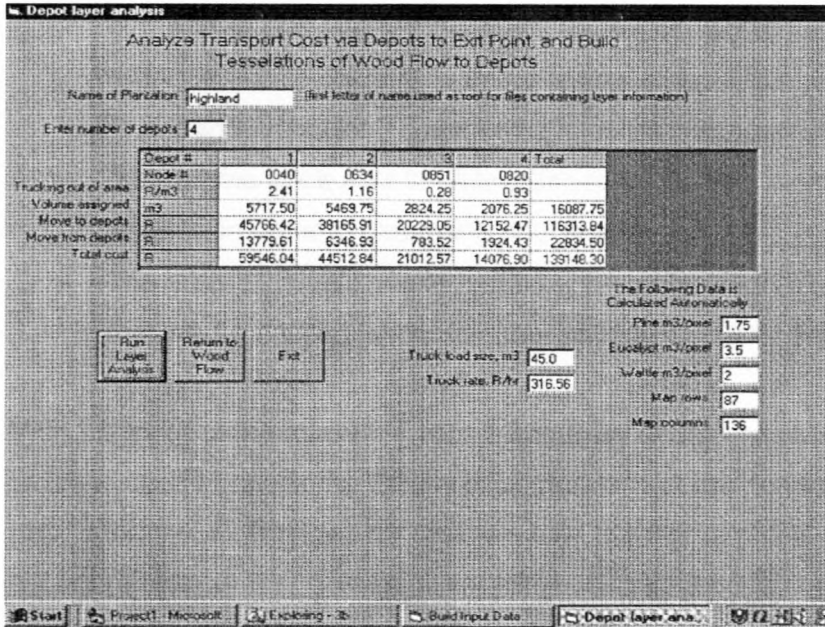 Depot layer analysis
Analyze Transport Cost via Depots to Exit Point, and Build
Tesselations of Wood Flow to Depots
Name of Plantation highland (first letter of name used as tool for files containing layer information)
Enter number of depots 4
Depot # 1 2 3 4 Total
Node # 0040 0634 0851 0820
Trucking out of area R/m3 2.41 1.16 0.28 0.93
Volume assigned m3 5717.50 5469.75 2824.25 2076.25 16087.75
Move to depots R 45766.42 38165.91 20229.05 12152.47 116313.84
Move from depots R 13779.61 6346.93 783.52 1924.43 22834.50
Total cost R 59546.04 44512.84 21012.57 14076.90 139148.30
The Following Data is
Calculated Automatically
Pine m3/pixel 1.75
Eucalypt m3/pixel 3.5
Wattle m3/pixel 2
Map rows 87
Map columns 136
Run
Layer
Analysis
Return to
Wood
Flow
Exit
Truck load size, m3 45.0
Truck rate, R/hr 316.56
Start Project1 - Microsoft Exploring - 3b Build Input Data Depot layer ana..